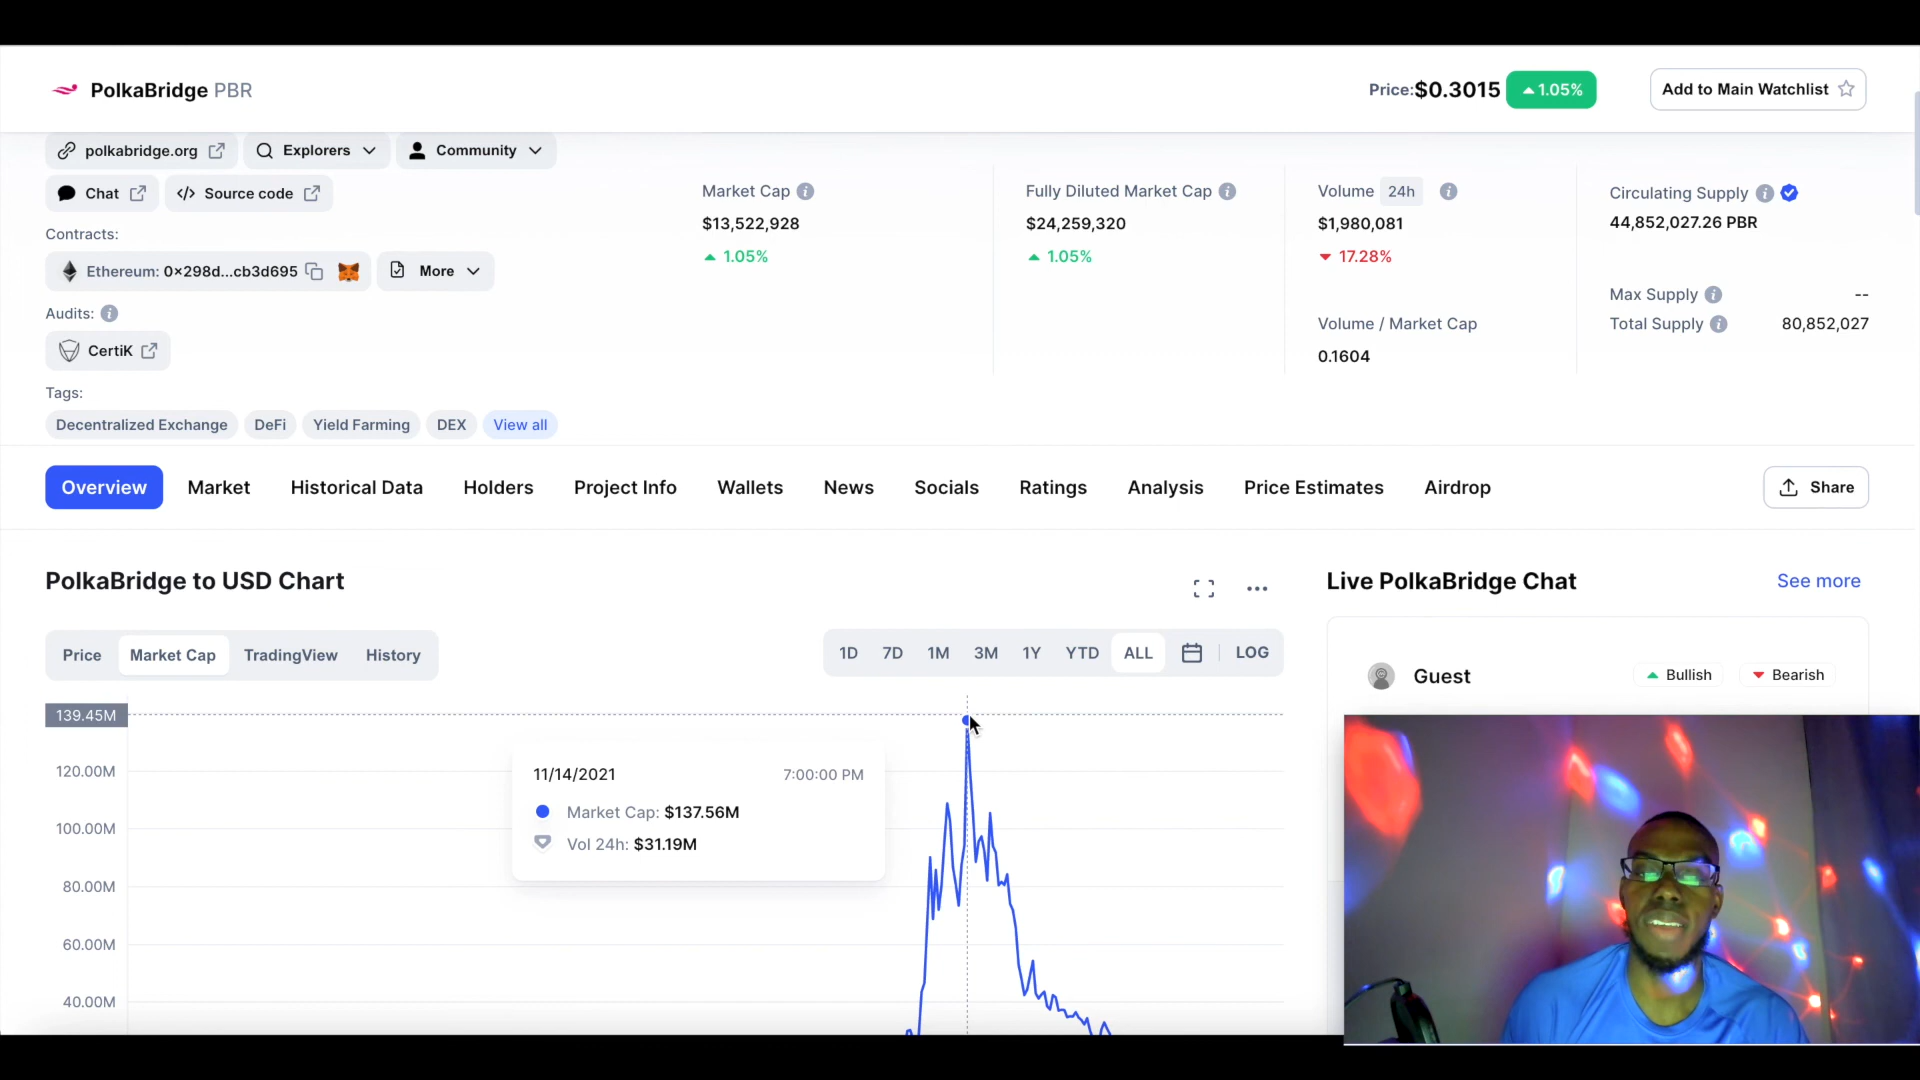 PolkaBridge PBR
Price:$0.3015 1.05%
Add to Main Watchlist
polkabridge.org
Explorers
Community
Chat
Source code
Contracts:
Ethereum: 0×298d...cb3d695
More
Audits:
CertiK
Tags:
Decentralized Exchange
DeFi
Yield Farming
DEX
View all
Market Cap
$13,522,928
1.05%
Fully Diluted Market Cap
$24,259,320
1.05%
Volume 24h
$1,980,081
17.28%
Volume / Market Cap
0.1604
Circulating Supply
44,852,027.26 PBR
Max Supply --
Total Supply 80,852,027
Overview
Market
Historical Data
Holders
Project Info
Wallets
News
Socials
Ratings
Analysis
Price Estimates
Airdrop
Share
PolkaBridge to USD Chart
Price
Market Cap
TradingView
History
1D
7D
1M
3M
1Y
YTD
ALL
LOG
139.45M
120.00M
100.00M
80.00M
60.00M
40.00M
11/14/2021 7:00:00 PM
Market Cap: $137.56M
Vol 24h: $31.19M
Live PolkaBridge Chat
See more
Guest
Bullish
Bearish